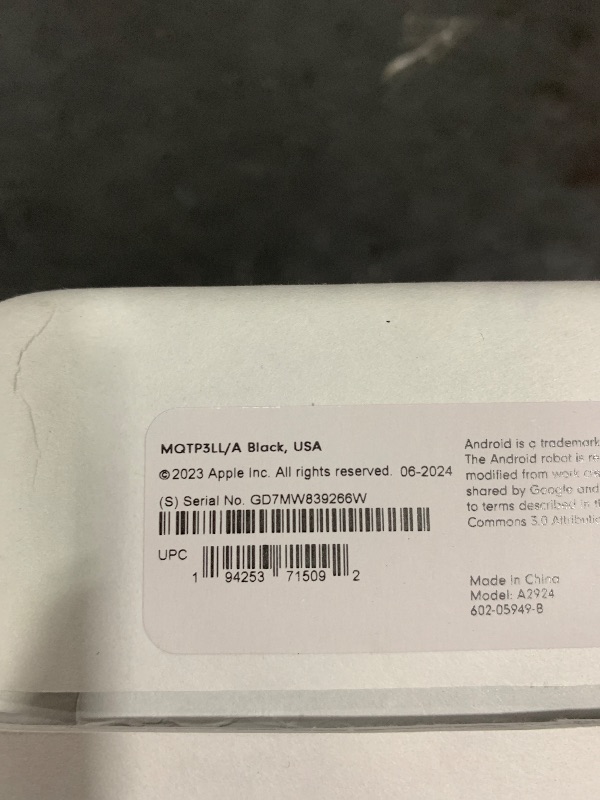 MQTP3LL/A Black, USA
©2023 Apple Inc. All rights reserved. 06-2024
(S) Serial No. GD7MW839266W
UPC
1 94253 71509 2
Android is a trademark
The Android robot is re
modified from work
shared by Google and
to terms described in
Commons 3.0 Attributi
Made in China
Model: A2924
602-05949-B